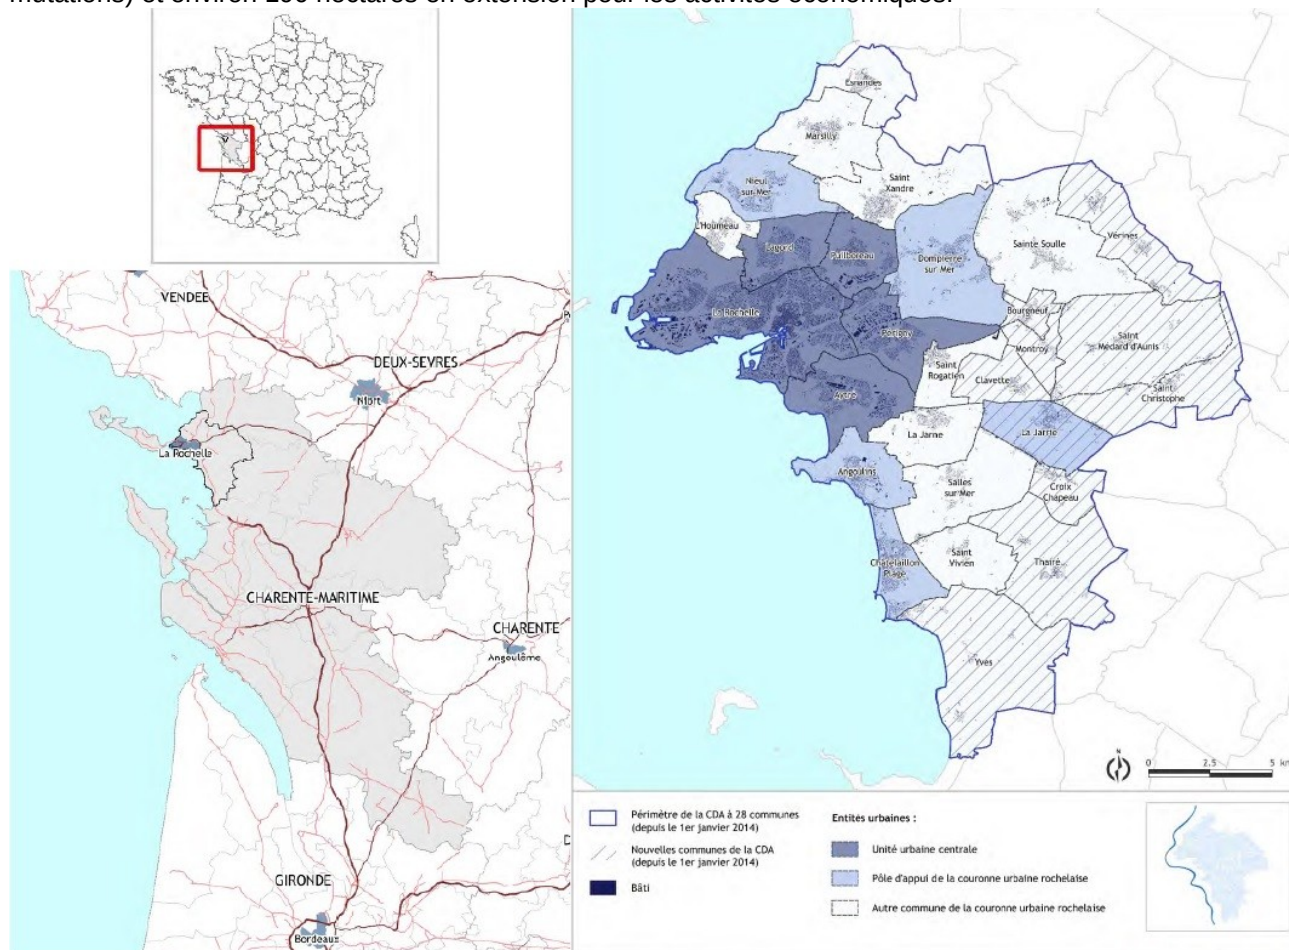 mutations) et environ 100 hectares en extension pour les activités économiques.
VENDEE
DEUX-SEVRES
Niort
La Rochelle
CHARENTE-MARITIME
CHARENTE
Angoulême
GIRONDE
Bordeaux
Esnandes
Marsilly
Nieul
sur Mer
Saint
Xandre
L'Houmeau
Lagord
Puilboreau
Dompierre
sur Mer
Sainte Soulle
Vérines
La Rochelle
Périgny
Bourgneuf
Montroy
Saint
Médard d'Aunis
Saint
Rogatien
Clavette
Saint
Christophe
Aytré
La Jarne
La Jarrie
Angoulins
Salles
sur Mer
Croix
Chapeau
Châtelaillon
Plage
Saint
Vivien
Thairé
Yves
N
0 2.5 5 km
Périmètre de la CDA à 28 communes
(depuis le 1er janvier 2014)
Nouvelles communes de la CDA
(depuis le 1er janvier 2014)
Bâti
Entités urbaines :
Unité urbaine centrale
Pôle d'appui de la couronne urbaine rochelaise
Autre commune de la couronne urbaine rochelaise